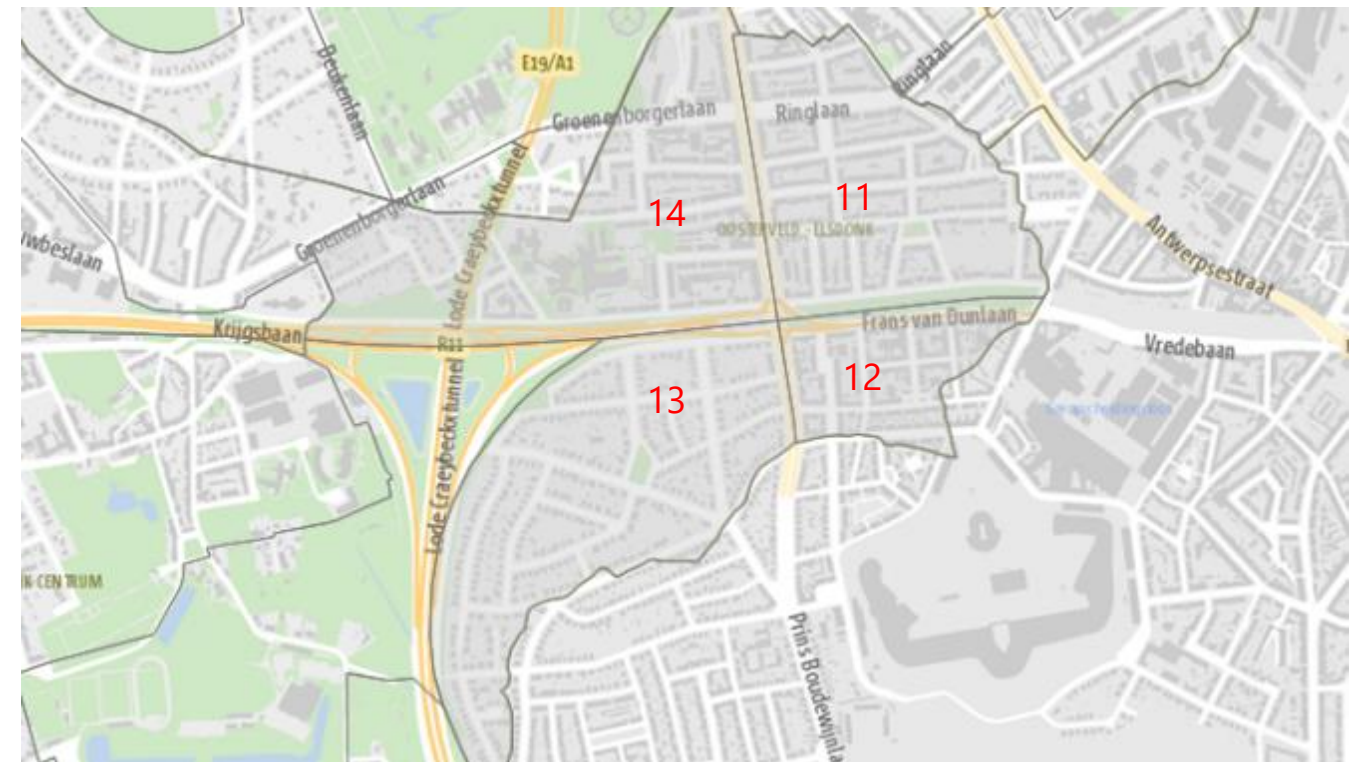 Beukenlaan
E19/A1
Ringlaan
Groenenborgerlaan
Ringlaan
14
11
OOSTERVELD - ELSDONK
Groenenborgerlaan
Lode Craeybeckxtunnel
uwbeslaan
Antwerpsestraat
Krijgsbaan
R11
Frans van Dunlaan
Vredebaan
13
12
Lode Craeybeckxtunnel
K-CENTRUM
Prins Boudewijnla